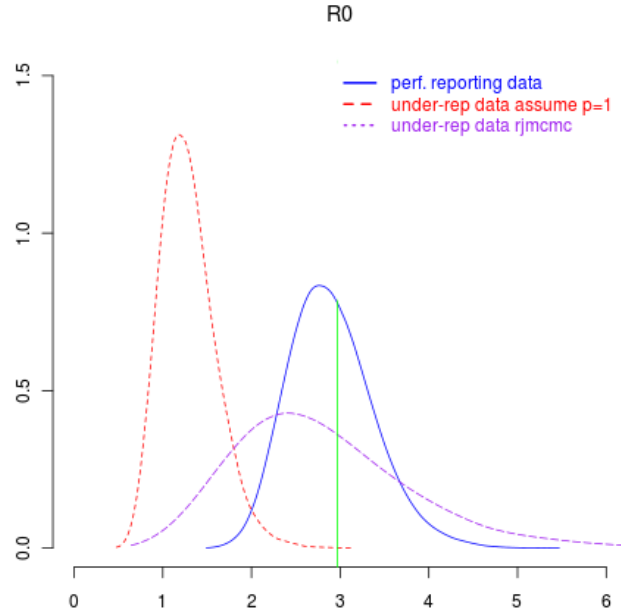 R0
1.5
perf. reporting data
under-rep data assume p=1
under-rep data rjmcmc
1.0
0.5
0.0
0 1 2 3 4 5 6